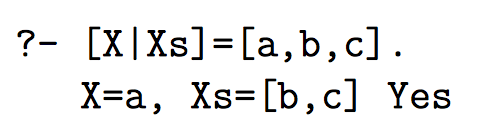 ?- [X|Xs]=[a,b,c].
X=a, Xs=[b,c] Yes